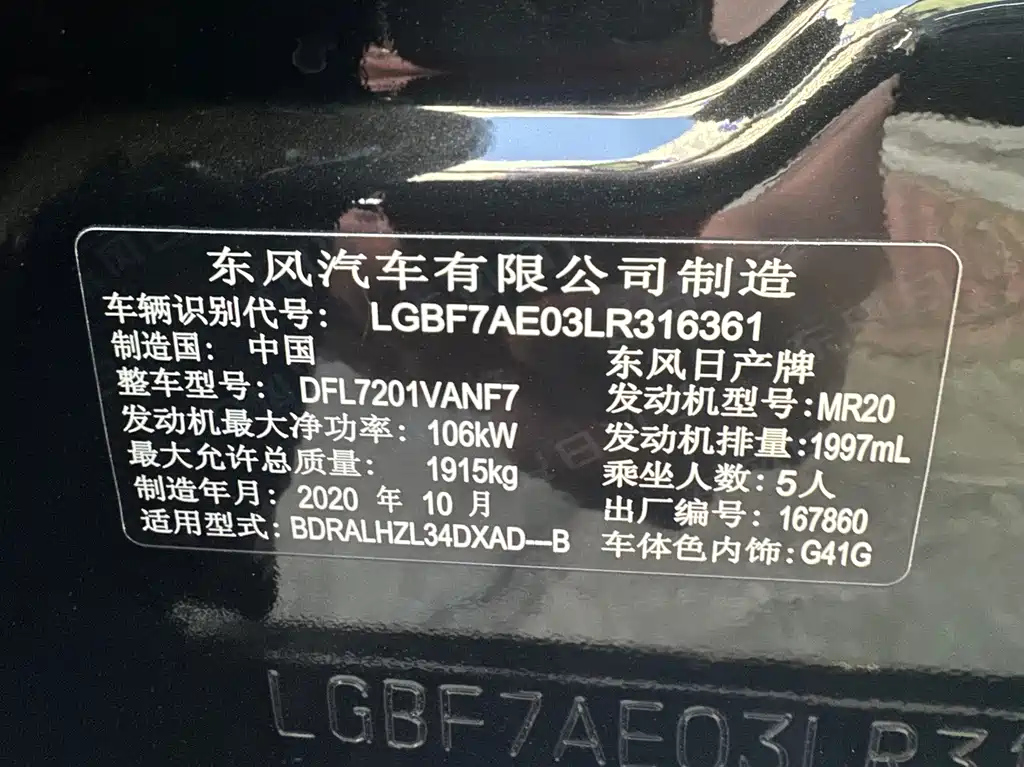 东风汽车有限公司制造
车辆识别代号: LGBF7AE03LR316361
制造国: 中国 东风日产牌
整车型号: DFL7201VANF7 发动机型号:MR20
发动机最大净功率: 106kW 发动机排量:1997mL
最大允许总质量: 1915kg 乘坐人数:5人
制造年月: 2020 年 10 月 出厂编号: 167860
适用型式:BDRALHZL34DXAD—B 车体色内饰:G41G
LGBF7AE03LR31